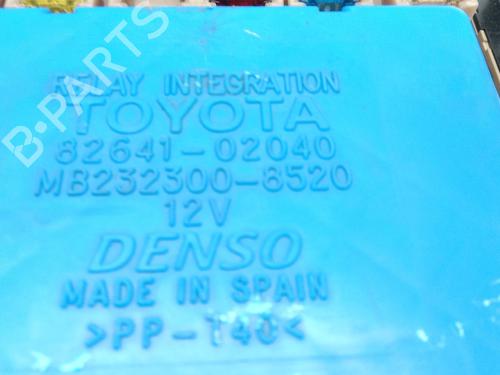 B-PARTS
RELAY INTEGRATION
TOYOTA
82641-02040
MB232300-8520
12V
DENSO
MADE IN SPAIN
>PP-T40<